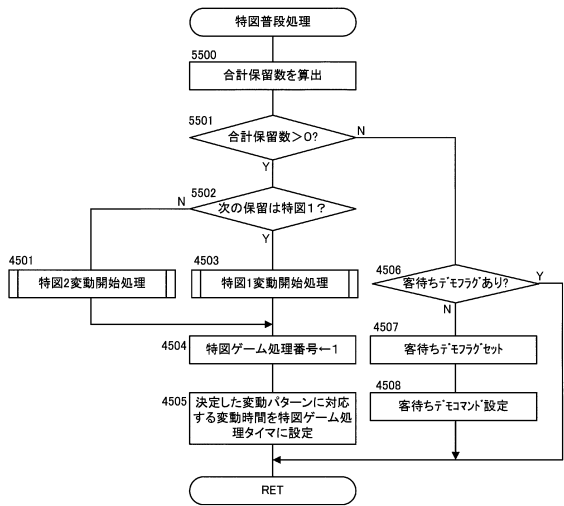 特図普段処理
5500
合計保留数を算出
5501
合計保留数＞0?
N
Y
5502
次の保留は特図１？
N
Y
4501
特図2変動開始処理
4503
特図1変動開始処理
4506
客待ちﾃﾞﾓﾌﾗｸﾞあり?
Y
N
4504
特図ゲーム処理番号←1
4507
客待ちﾃﾞﾓﾌﾗｸﾞセット
4505
決定した変動パターンに対応
する変動時間を特図ゲーム処
理タイマに設定
4508
客待ちﾃﾞﾓコマンﾄﾞ設定
RET